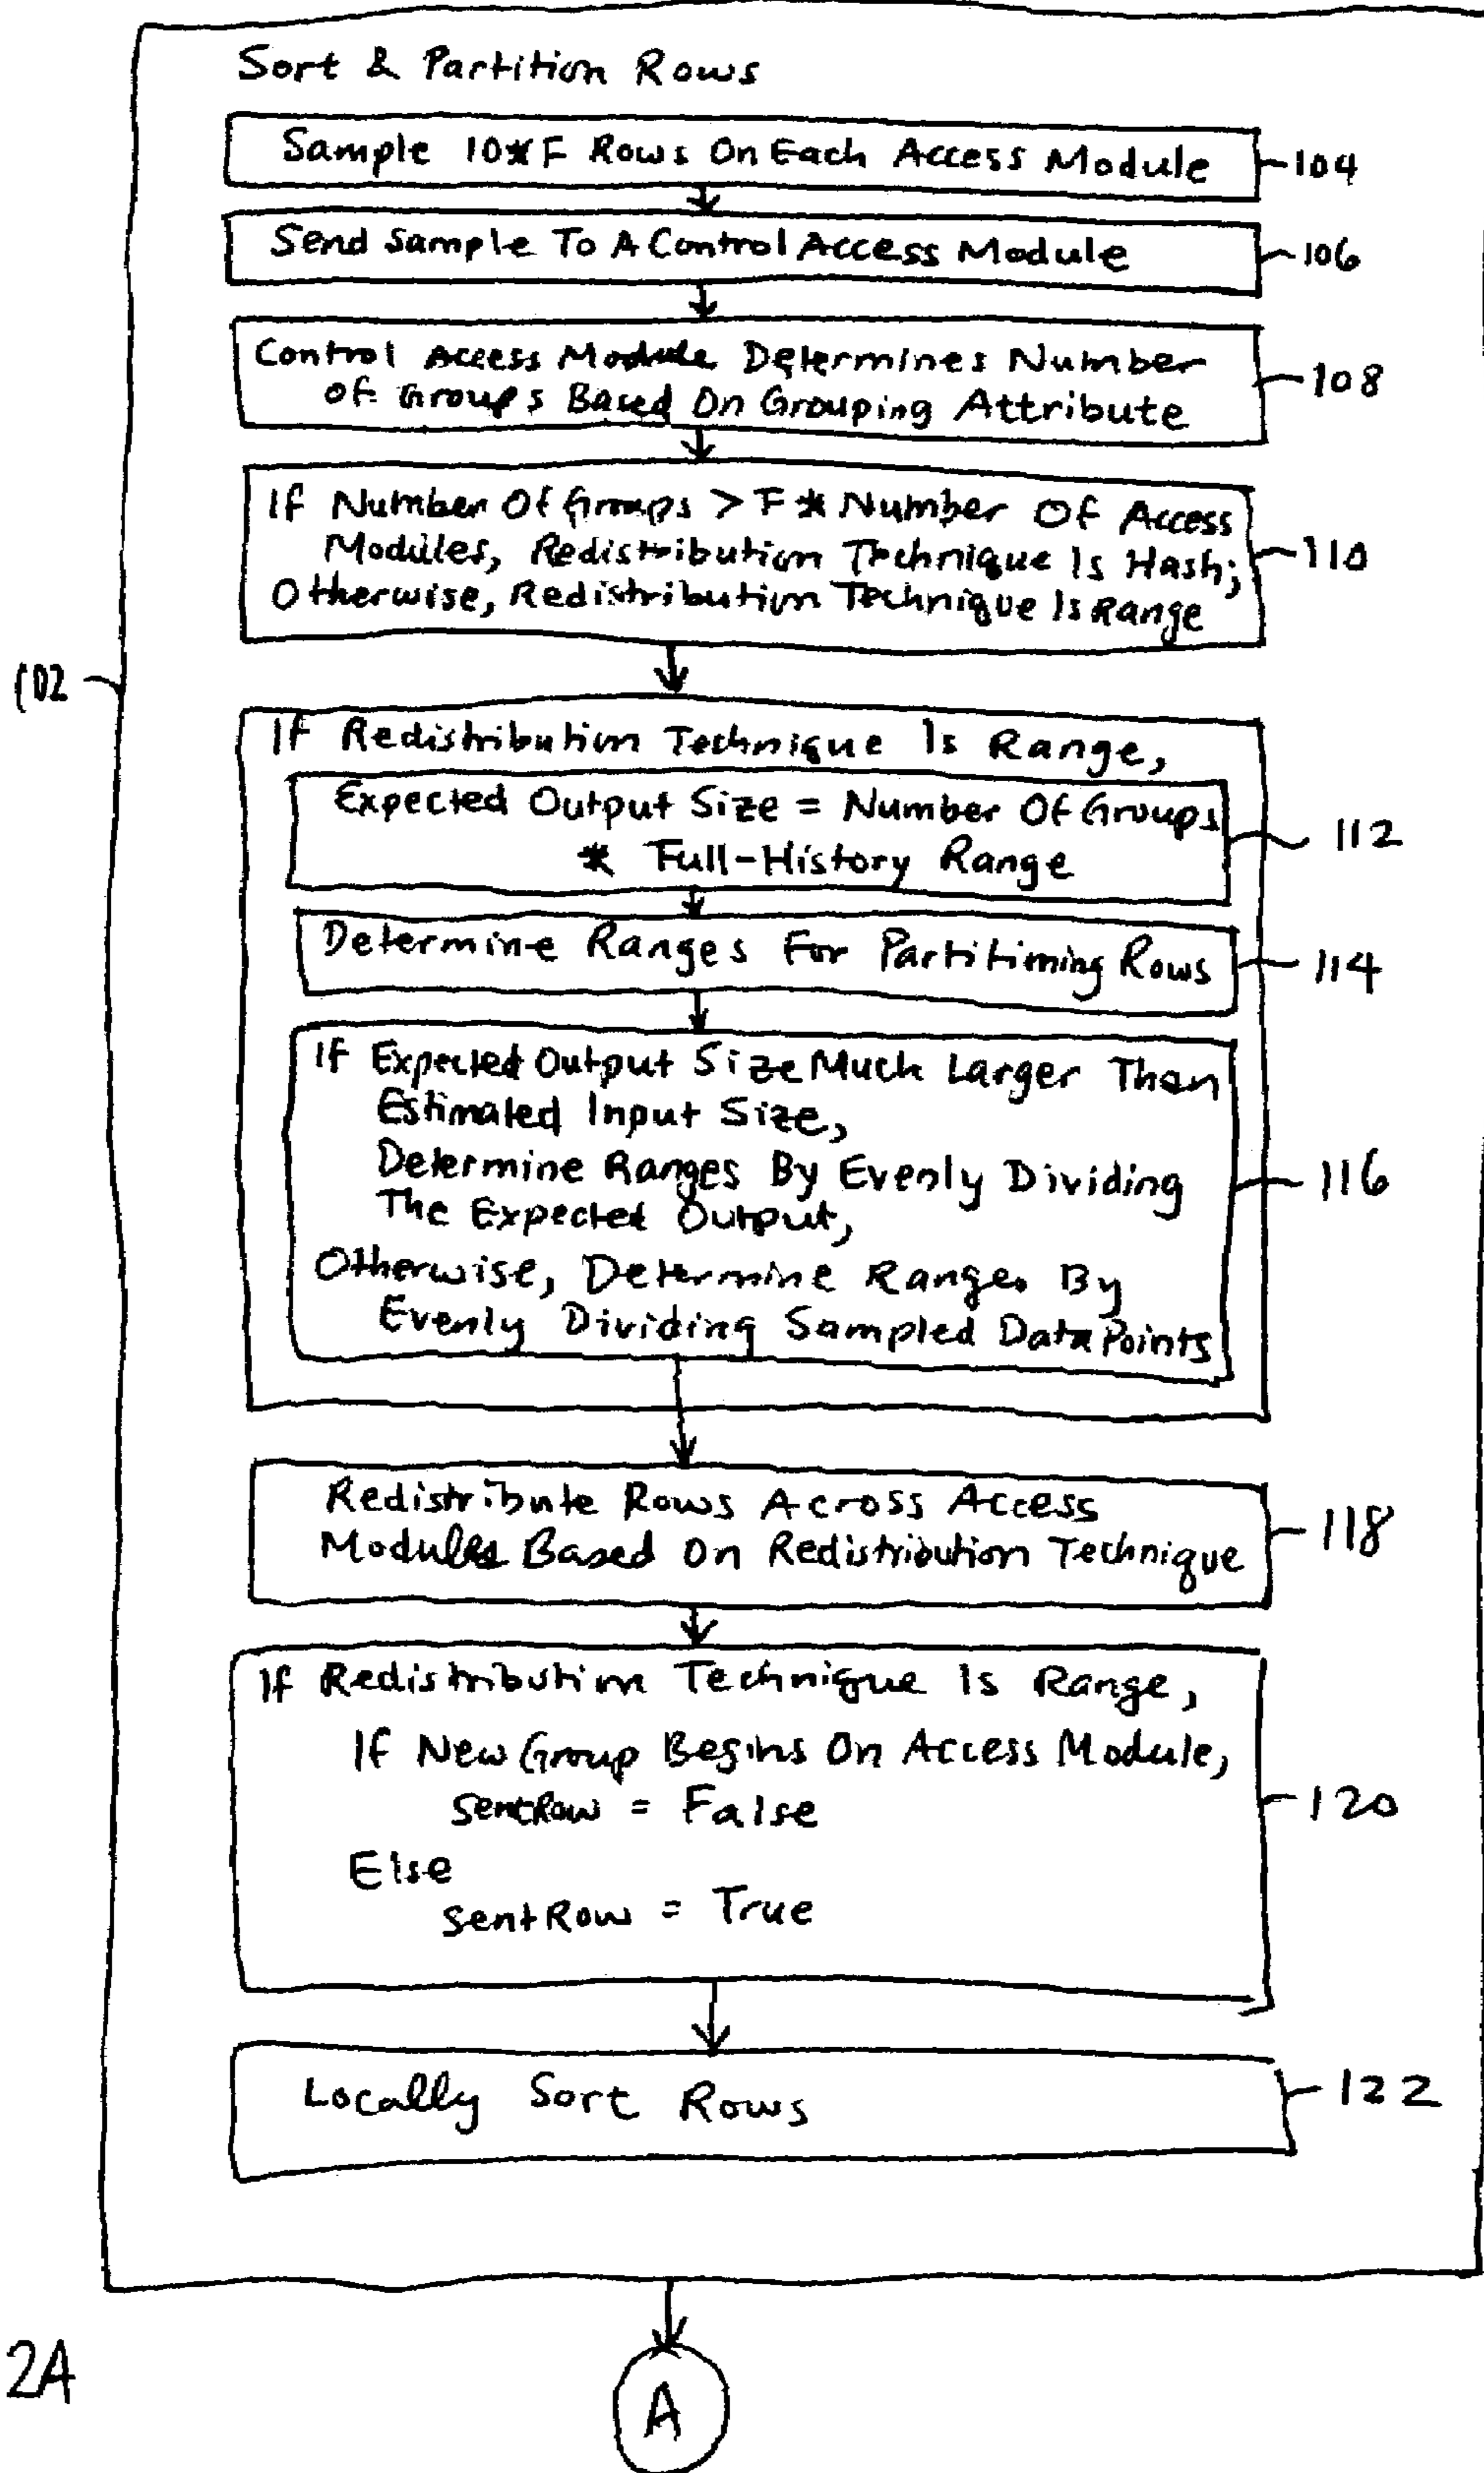 Sort & Partition Rows
Sample 10*F Rows On Each Access Module
104
Send Sample To A Control Access Module
106
Control Access Module Determines Number
of Groups Based On Grouping Attribute
108
If Number Of Groups > F * Number Of Access
Modules, Redistribution Technique Is Hash;
Otherwise, Redistribution Technique Is Range
110
102
If Redistribution Technique Is Range,
Expected Output Size = Number Of Groups
* Full-History Range
112
Determine Ranges For Partitioning Rows
114
If Expected Output Size Much Larger Than
Estimated Input Size,
Determine Ranges By Evenly Dividing
The Expected Output,
Otherwise, Determine Ranges By
Evenly Dividing Sampled Data Points
116
Redistribute Rows Across Access
Modules Based On Redistribution Technique
118
If Redistribution Technique Is Range,
If New Group Begins On Access Module,
sentRow = False
Else
sentRow = True
120
Locally Sort Rows
122
2A
A